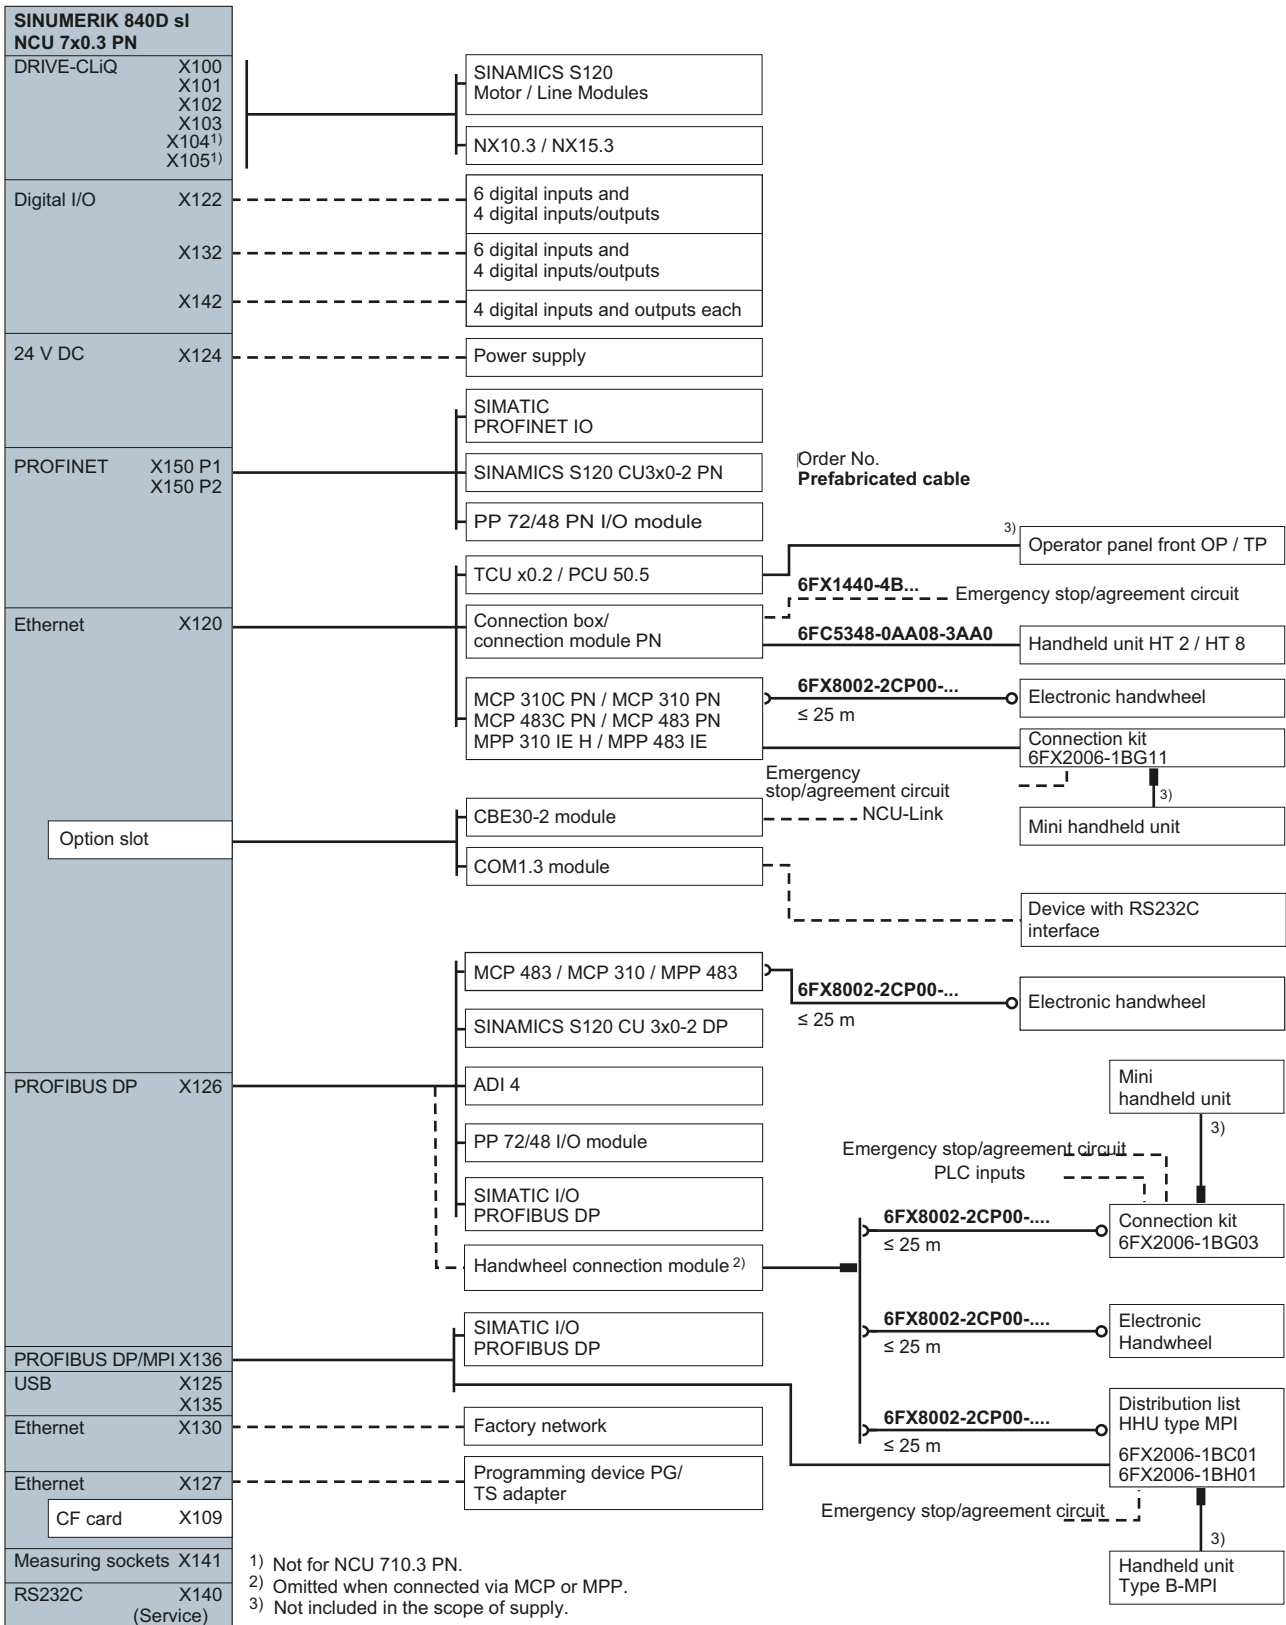 SINUMERIK 840D sl
NCU 7x0.3 PN
DRIVE-CLiQ X100
X101
X102
X103
X104 1)
X105 1)
SINAMICS S120
Motor / Line Modules
NX10.3 / NX15.3
Digital I/O X122
6 digital inputs and
4 digital inputs/outputs
X132
6 digital inputs and
4 digital inputs/outputs
X142
4 digital inputs and outputs each
24 V DC X124
Power supply
SIMATIC
PROFINET IO
PROFINET X150 P1
X150 P2
SINAMICS S120 CU3x0-2 PN
PP 72/48 PN I/O module
Order No.
Prefabricated cable
TCU x0.2 / PCU 50.5
3)
Operator panel front OP / TP
6FX1440-4B...
Emergency stop/agreement circuit
Ethernet X120
Connection box/
connection module PN
6FC5348-0AA08-3AA0
Handheld unit HT 2 / HT 8
MCP 310C PN / MCP 310 PN
MCP 483C PN / MCP 483 PN
MPP 310 IE H / MPP 483 IE
6FX8002-2CP00-...
≤ 25 m
Electronic handwheel
Connection kit
6FX2006-1BG11
Emergency
stop/agreement circuit
3)
Mini handheld unit
Option slot
CBE30-2 module
NCU-Link
COM1.3 module
Device with RS232C
interface
MCP 483 / MCP 310 / MPP 483
6FX8002-2CP00-...
≤ 25 m
Electronic handwheel
SINAMICS S120 CU 3x0-2 DP
PROFIBUS DP X126
ADI 4
PP 72/48 I/O module
SIMATIC I/O
PROFIBUS DP
Handwheel connection module 2)
Mini
handheld unit
3)
Emergency stop/agreement circuit
PLC inputs
6FX8002-2CP00-....
≤ 25 m
Connection kit
6FX2006-1BG03
6FX8002-2CP00-....
≤ 25 m
Electronic
Handwheel
PROFIBUS DP/MPI X136
SIMATIC I/O
PROFIBUS DP
USB X125
X135
6FX8002-2CP00-....
≤ 25 m
Distribution list
HHU type MPI
6FX2006-1BC01
6FX2006-1BH01
Ethernet X130
Factory network
Ethernet X127
Programming device PG/
TS adapter
Emergency stop/agreement circuit
3)
Handheld unit
Type B-MPI
CF card X109
Measuring sockets X141
RS232C X140
(Service)
1) Not for NCU 710.3 PN.
2) Omitted when connected via MCP or MPP.
3) Not included in the scope of supply.